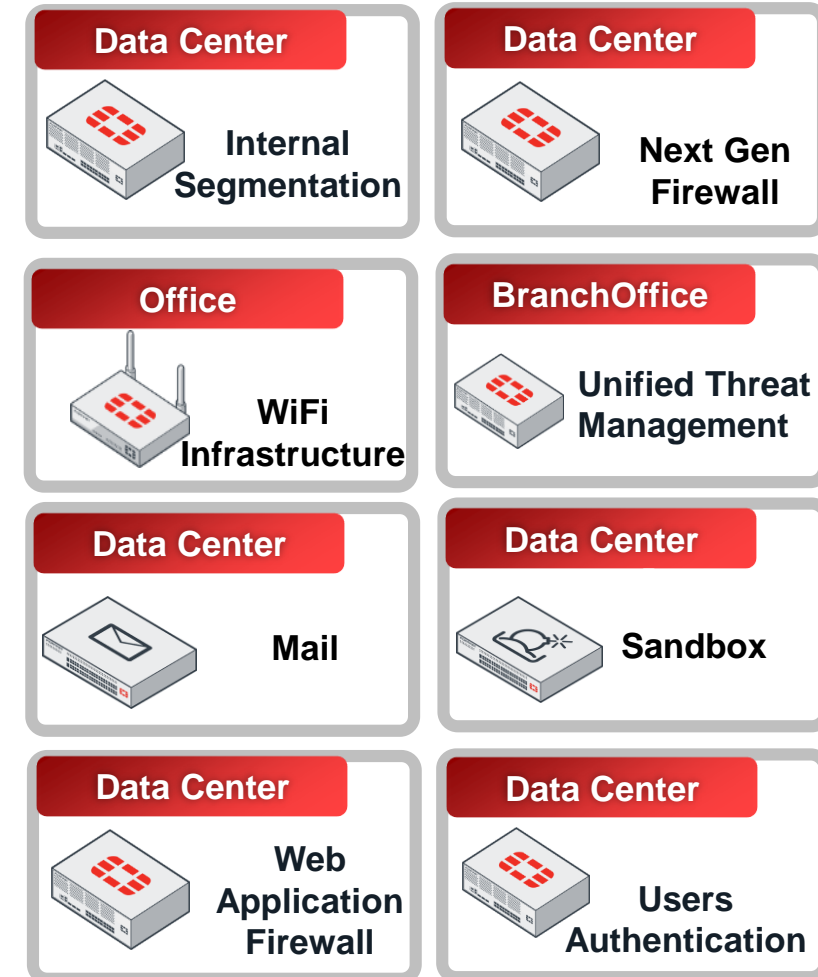 Data Center
Internal
Segmentation
Data Center
Next Gen
Firewall
Office
WiFi
Infrastructure
BranchOffice
Unified Threat
Management
Data Center
Mail
Data Center
Sandbox
Data Center
Web
Application
Firewall
Data Center
Users
Authentication